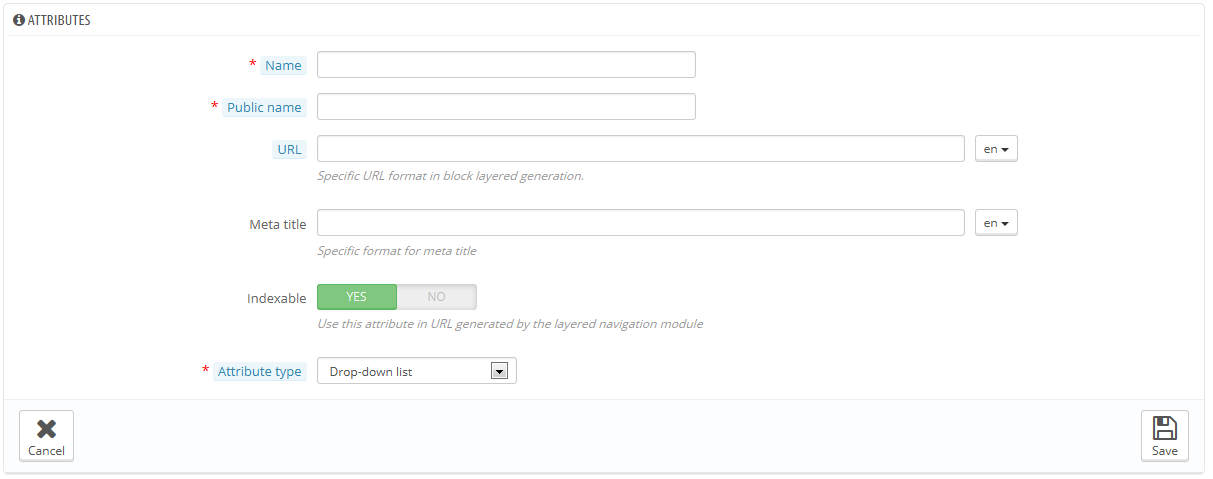 ATTRIBUTES
* Name
* Public name
URL en
Specific URL format in block layered generation.
Meta title en
Specific format for meta title
Indexable YES NO
Use this attribute in URL generated by the layered navigation module
* Attribute type Drop-down list
Cancel Save